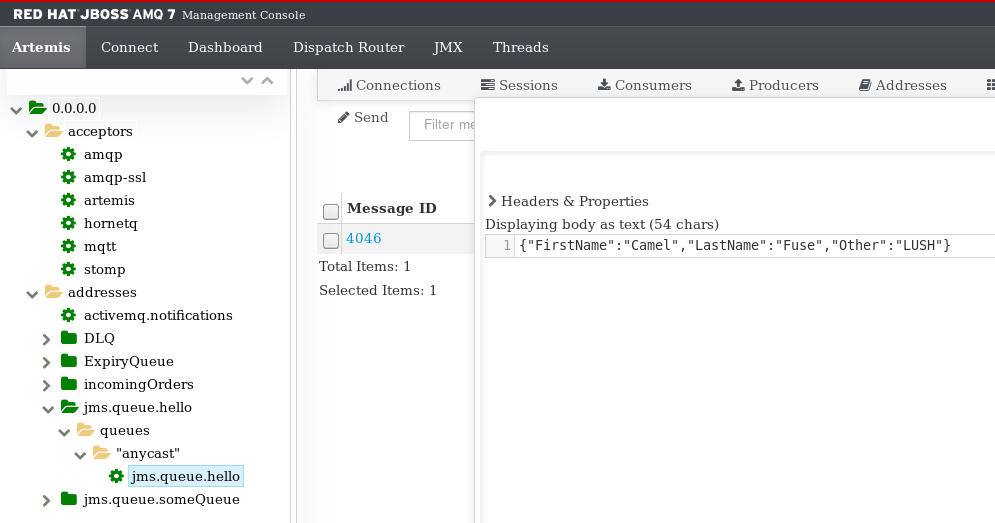 RED HAT JBOSS AMQ 7 Management Console
Artemis Connect Dashboard Dispatch Router JMX Threads
Connections Sessions Consumers Producers Addresses
Send Filter me
0.0.0.0
acceptors
amqp
amqp-ssl
artemis
hornetq
mqtt
stomp
addresses
activemq.notifications
DLQ
ExpiryQueue
incomingOrders
jms.queue.hello
queues
"anycast"
jms.queue.hello
jms.queue.someQueue
Message ID
4046
Total Items: 1
Selected Items: 1
Headers & Properties
Displaying body as text (54 chars)
1 {"FirstName":"Camel","LastName":"Fuse","Other":"LUSH"}